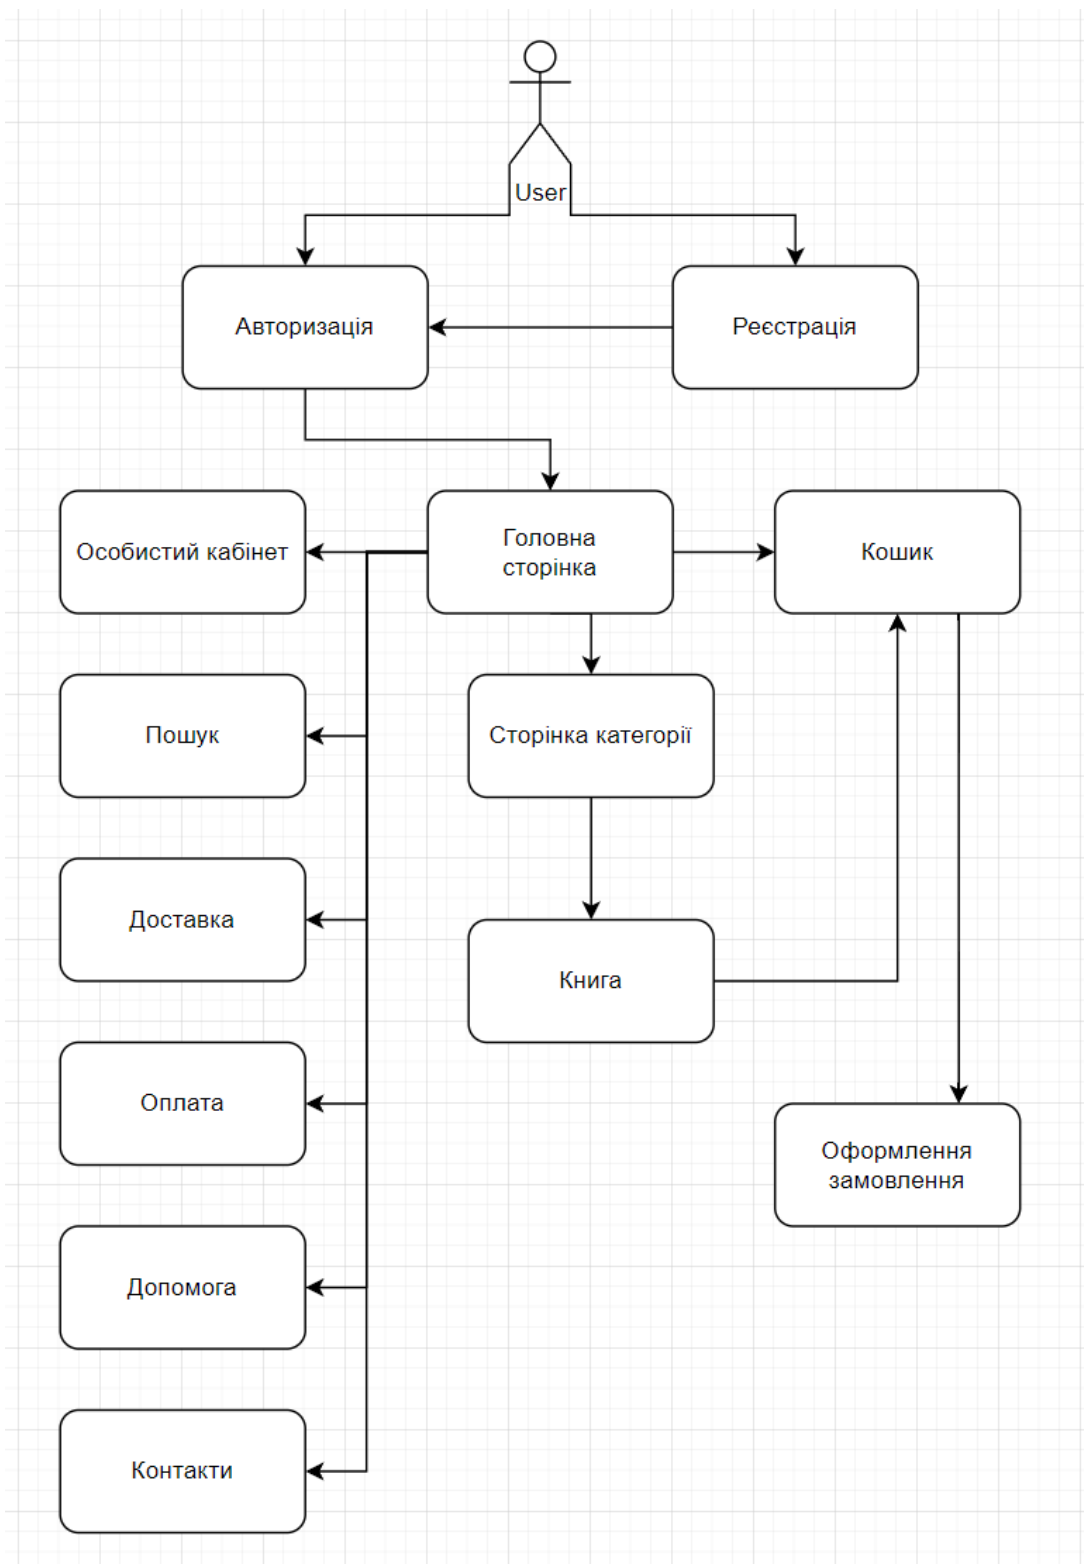 User
Авторизація
Реєстрація
Особистий кабінет
Головна
сторінка
Кошик
Пошук
Сторінка категорії
Доставка
Книга
Оплата
Оформлення
замовлення
Допомога
Контакти